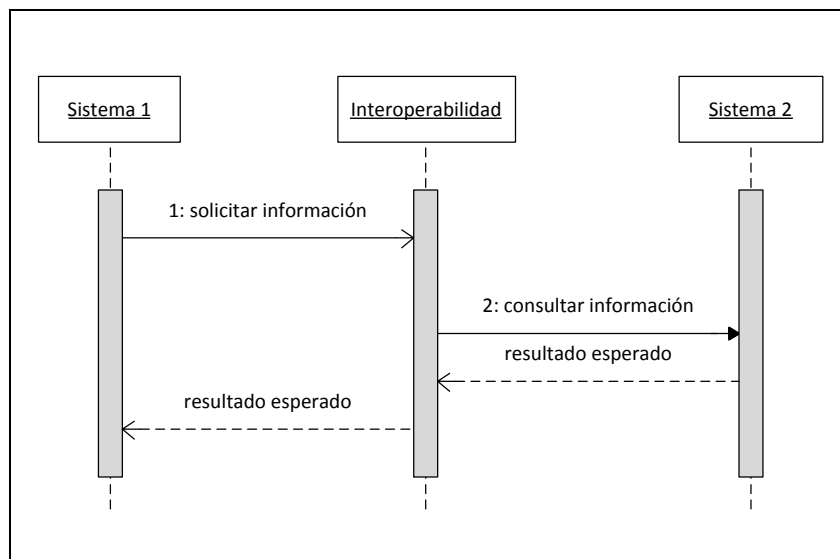 Sistema 1
Interoperabilidad
Sistema 2
1: solicitar información
2: consultar información
resultado esperado
resultado esperado